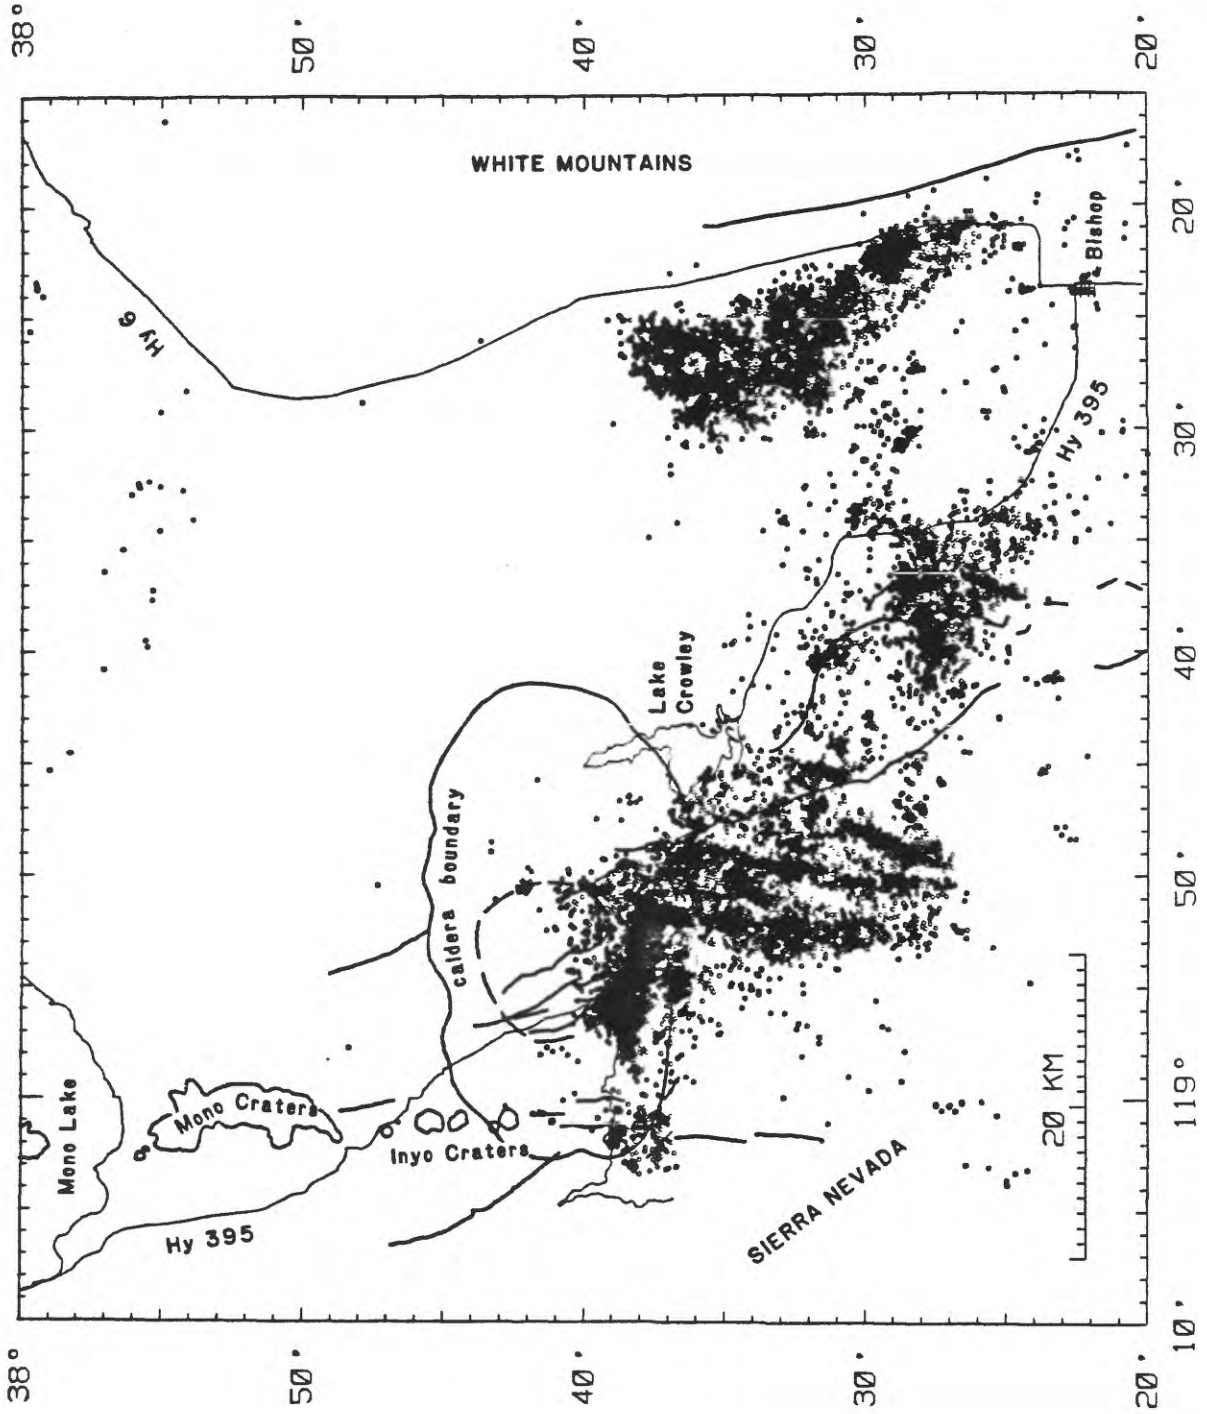 38°
50'
40'
30'
20'
WHITE MOUNTAINS
Hy 6
20'
Bishop
30'
Hy 395
Lake
Crowley
40'
caldera boundary
50'
Mono Lake
Mono Craters
Inyo Craters
119°
20 KM
Hy 395
SIERRA NEVADA
10'
38°
50'
40'
30'
20'